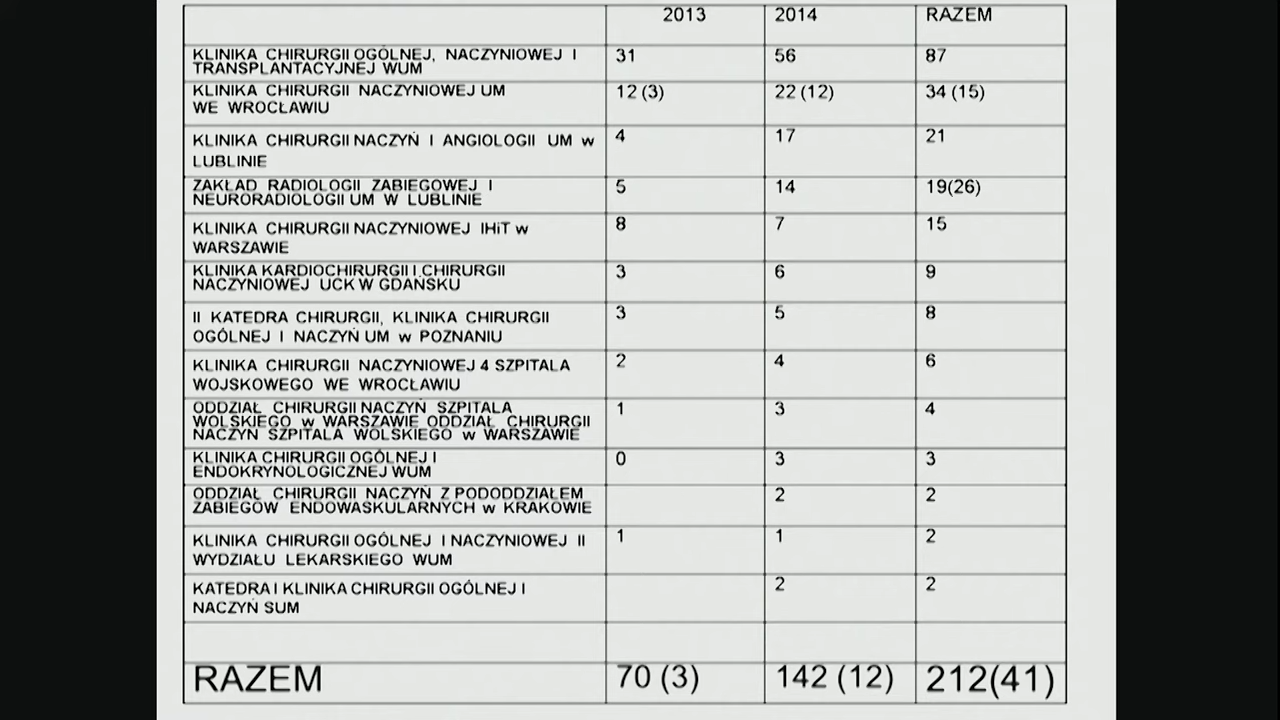 2013 2014 RAZEM
KLINIKA CHIRURGII OGÓLNEJ, NACZYNIOWEJ I
TRANSPLANTACYJNEJ WUM
31 56 87
KLINIKA CHIRURGII NACZYNIOWEJ UM
WE WROCŁAWIU
12 (3) 22 (12) 34 (15)
KLINIKA CHIRURGII NACZYŃ I ANGIOLOGII UM w
LUBLINIE
4 17 21
ZAKŁAD RADIOLOGII ZABIEGOWEJ I
NEURORADIOLOGII UM W LUBLINIE
5 14 19(26)
KLINIKA CHIRURGII NACZYNIOWEJ IHiT w
WARSZAWIE
8 7 15
KLINIKA KARDIOCHIRURGII I CHIRURGII
NACZYNIOWEJ UCK W GDAŃSKU
3 6 9
II KATEDRA CHIRURGII, KLINIKA CHIRURGII
OGÓLNEJ I NACZYŃ UM w POZNANIU
3 5 8
KLINIKA CHIRURGII NACZYNIOWEJ 4 SZPITALA
WOJSKOWEGO WE WROCŁAWIU
2 4 6
ODDZIAŁ CHIRURGII NACZYŃ SZPITALA
WOLSKIEGO w WARSZAWIE ODDZIAŁ CHIRURGII
NACZYŃ SZPITALA WOLSKIEGO w WARSZAWIE
1 3 4
KLINIKA CHIRURGII OGÓLNEJ I
ENDOKRYNOLOGICZNEJ WUM
0 3 3
ODDZIAŁ CHIRURGII NACZYŃ Z PODODDZIAŁEM
ZABIEGÓW ENDOWASKULARNYCH w KRAKOWIE
2 2
KLINIKA CHIRURGII OGÓLNEJ I NACZYNIOWEJ II
WYDZIAŁU LEKARSKIEGO WUM
1 1 2
KATEDRA I KLINIKA CHIRURGII OGÓLNEJ I
NACZYŃ SUM
2 2
RAZEM 70 (3) 142 (12) 212(41)